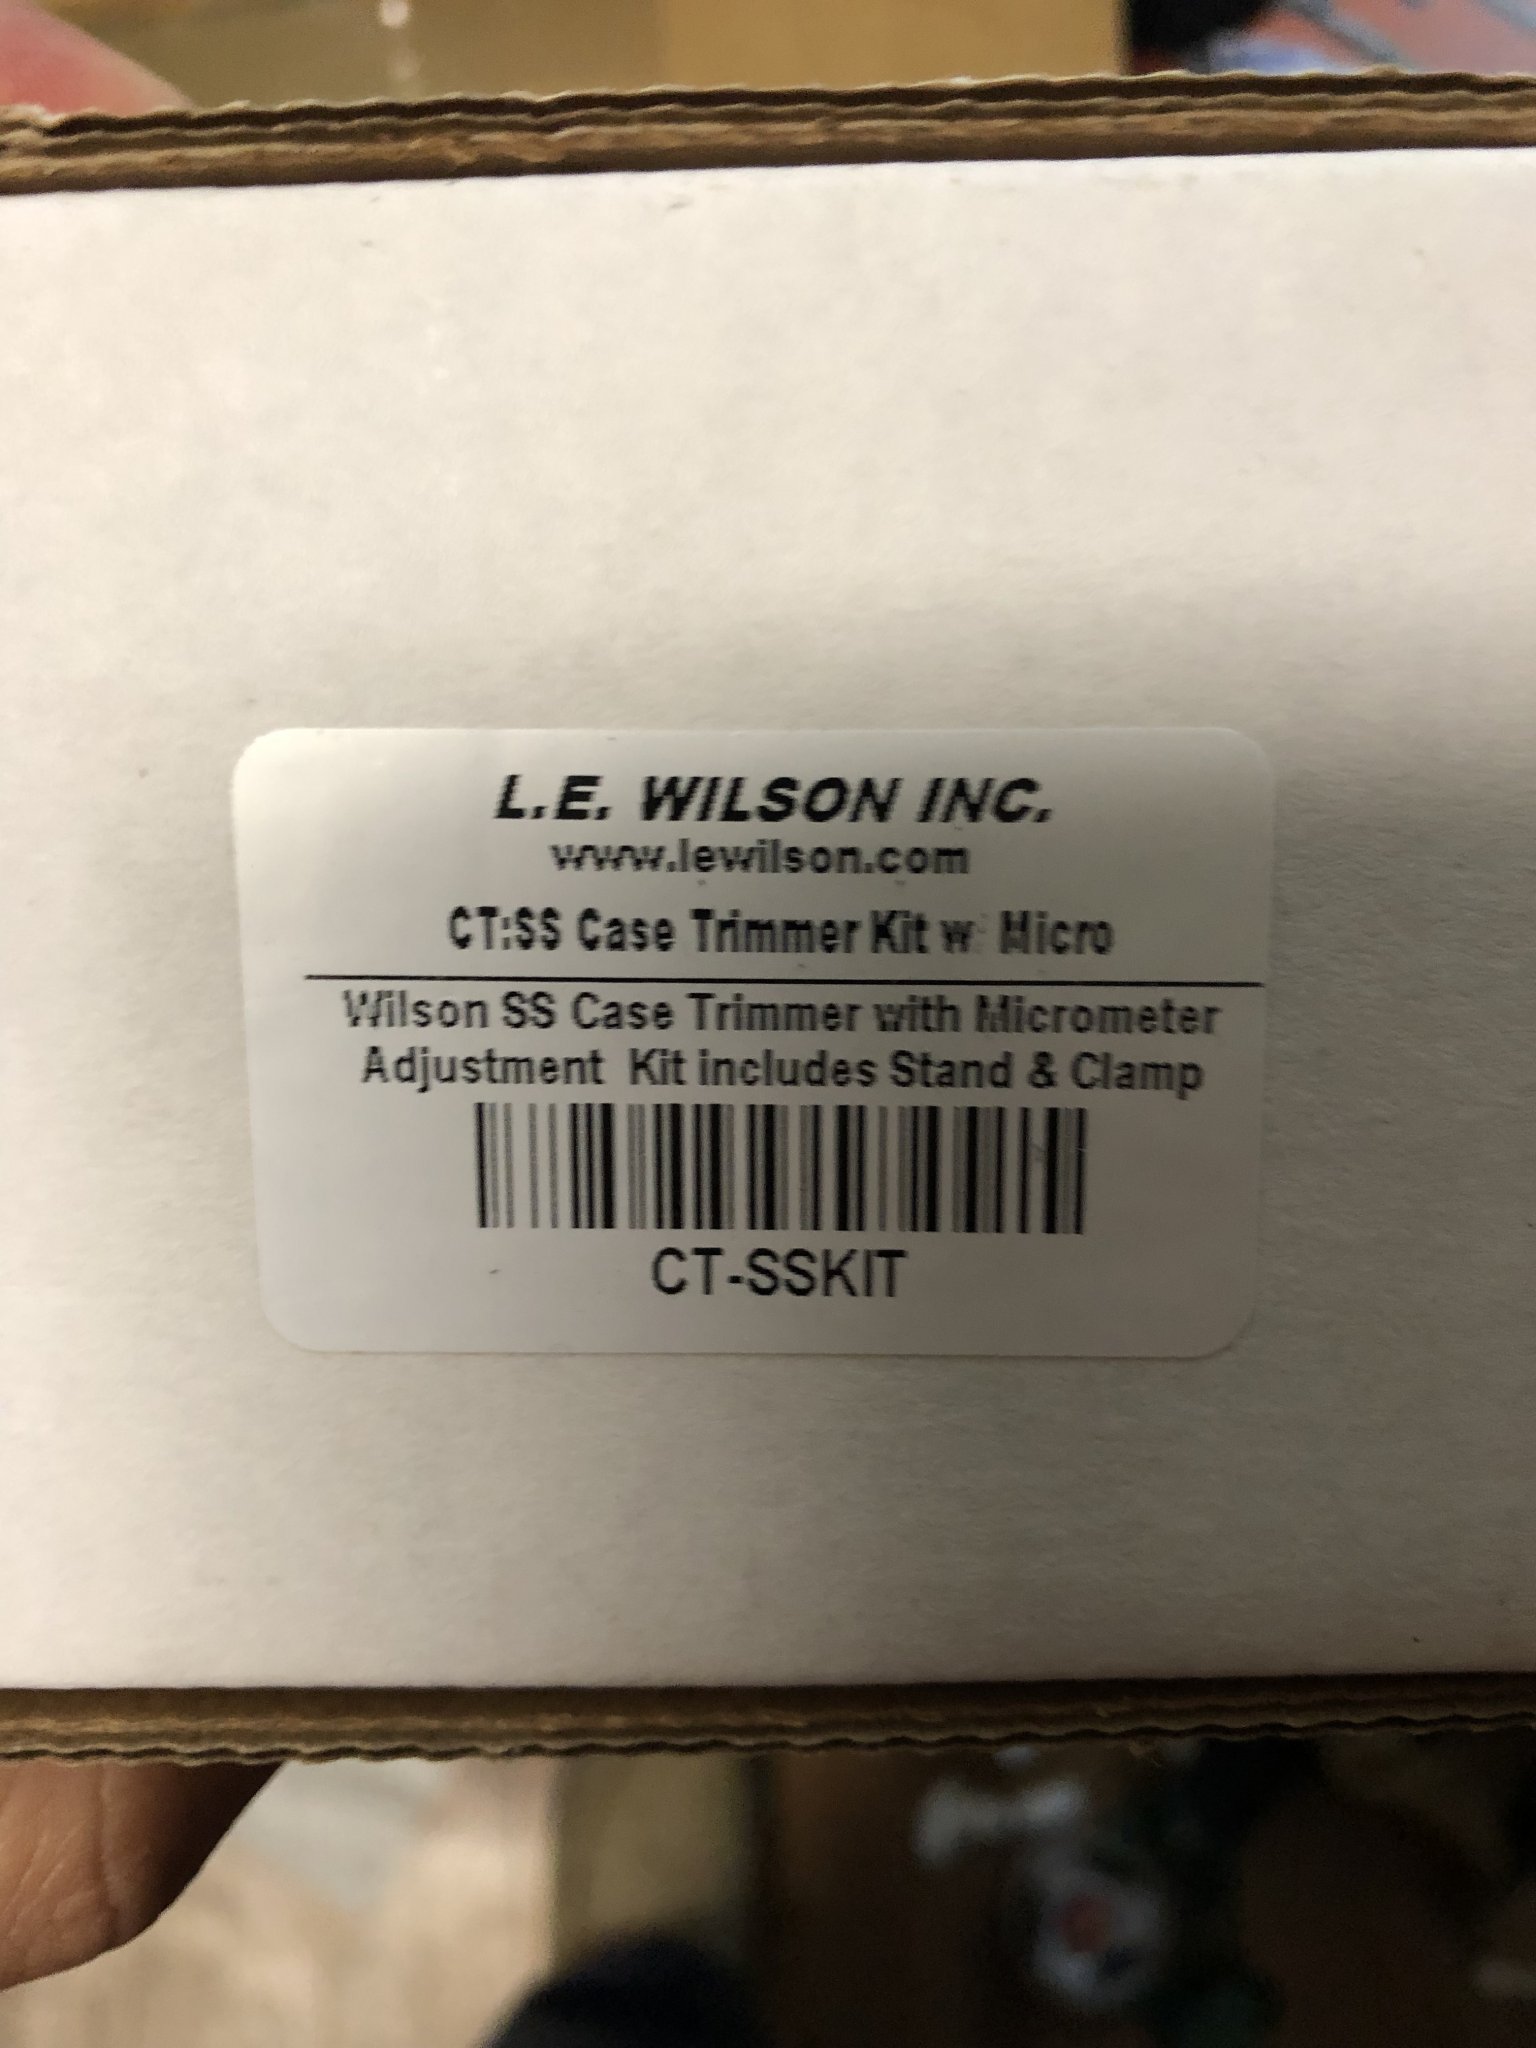 L.E. WILSON INC.
www.lewilson.com
CT:SS Case Trimmer Kit w Micro
Wilson SS Case Trimmer with Micrometer
Adjustment Kit includes Stand & Clamp
CT-SSKIT